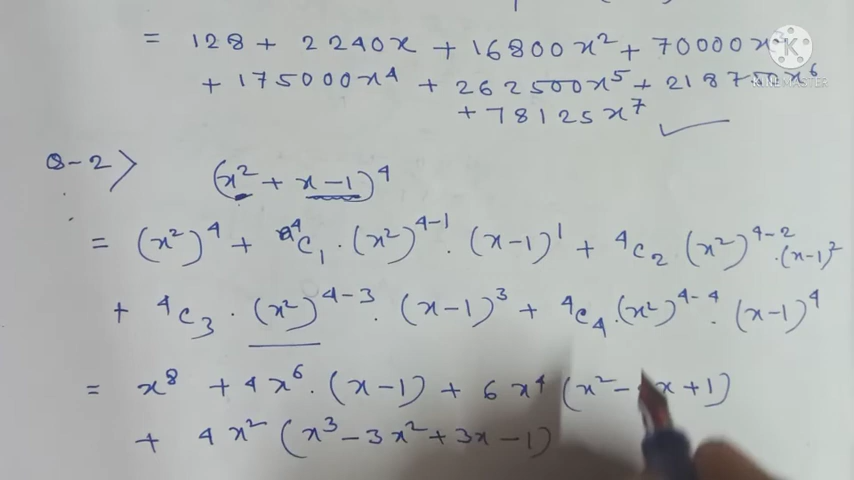 = 128 + 2240x + 16800x² + 70000x³
+ 175000x⁴ + 262500x⁵ + 218750x⁶
+ 78125x⁷
KINEMASTER
Q-2> (x² + x-1)⁴
= (x²)⁴ + ⁴C₁ . (x²)⁴⁻¹ . (x-1)¹ + ⁴C₂ (x²)⁴⁻² . (x-1)²
+ ⁴C₃ . (x²)⁴⁻³ . (x-1)³ + ⁴C₄ . (x²)⁴⁻⁴ . (x-1)⁴
= x⁸ + 4x⁶ . (x-1) + 6x⁴ (x² - x + 1)
+ 4x² (x³ - 3x² + 3x - 1)